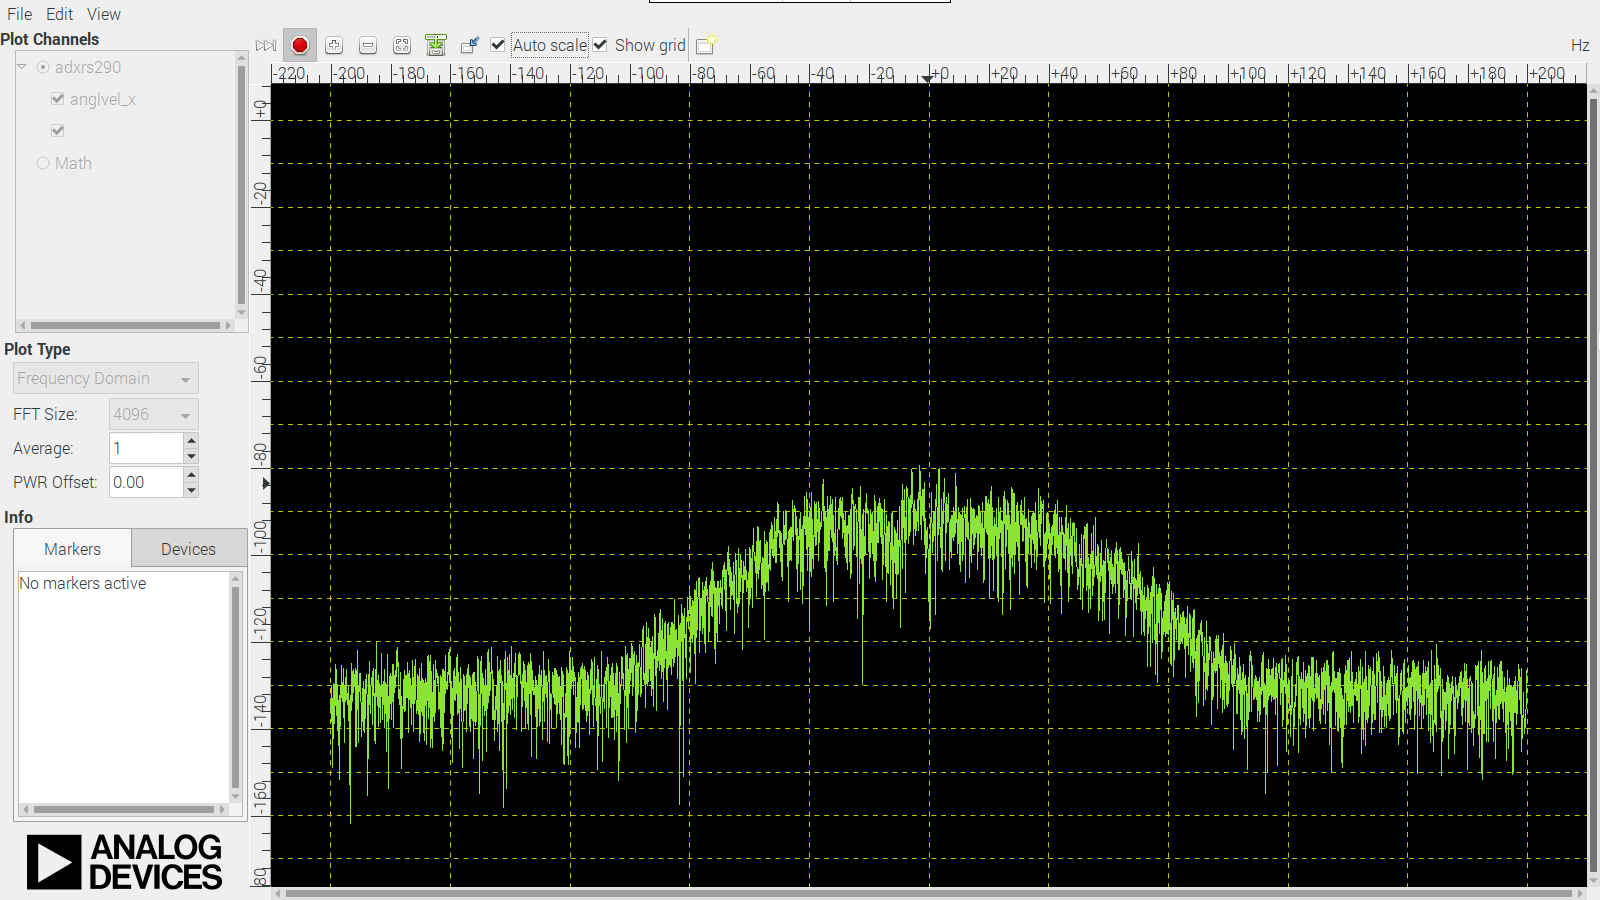 File Edit View
Plot Channels
Auto scale Show grid
Hz
adxrs290
anglvel_x
Math
-220 -200 -180 -160 -140 -120 -100 -80 -60 -40 -20 +0 +20 +40 +60 +80 +100 +120 +140 +160 +180 +200
+0
-20
-40
-60
-80
-100
-120
-140
-160
80
Plot Type
Frequency Domain
FFT Size: 4096
Average: 1
PWR Offset: 0.00
Info
Markers Devices
No markers active
ANALOG
DEVICES